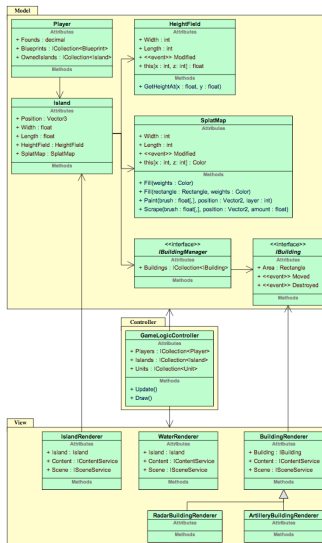 Model
Player
Attributes
+ Founds : decimal
+ Blueprints : ICollection<Blueprint>
+ OwnedIslands : ICollection<Island>
Methods
HeightField
Attributes
+ Width : int
+ Length : int
+ <<event>> Modified
+ this[x : int, z : int] : float
Methods
+ GetHeightAt(x : float, y : float)
Island
Attributes
+ Position : Vector3
+ Width : float
+ Length : float
+ HeightField : HeightField
+ SplatMap : SplatMap
Methods
SplatMap
Attributes
+ Width : int
+ Length : int
+ <<event>> Modified
+ this[x : int, z : int] : Color
Methods
+ Fill(weights : Color)
+ Fill(rectangle : Rectangle, weights : Color)
+ Paint(brush : float[,], position : Vector2, layer : int)
+ Scrape(brush : float[,], position : Vector2, amount : float)
<<interface>>
IBuildingManager
Attributes
+ Buildings : ICollection<IBuilding>
Methods
<<interface>>
IBuilding
Attributes
+ Area : Rectangle
+ <<event>> Moved
+ <<event>> Destroyed
Methods
Controller
GameLogicController
Attributes
+ Players : ICollection<Player>
+ Islands : ICollection<Island>
+ Units : ICollection<Unit>
Methods
+ Update()
+ Draw()
View
IslandRenderer
Attributes
+ Island : Island
+ Content : IContentService
+ Scene : ISceneService
Methods
WaterRenderer
Attributes
+ Island : Island
+ Content : IContentService
+ Scene : ISceneService
Methods
BuildingRenderer
Attributes
+ Building : IBuilding
+ Content : IContentService
+ Scene : ISceneService
Methods
RadarBuildingRenderer
Attributes
Methods
ArtilleryBuildingRenderer
Attributes
Methods